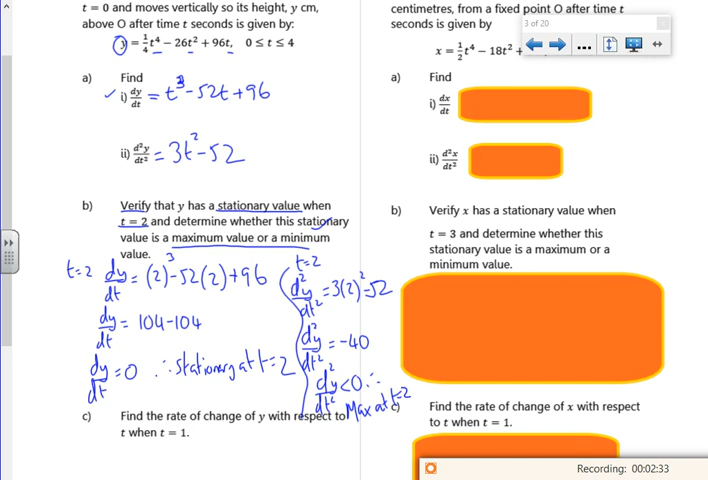 t = 0 and moves vertically so its height, y cm,
above O after time t seconds is given by:
y = 1/4 t⁴ − 26t² + 96t, 0 ≤ t ≤ 4
a) Find
i) dy/dt = t³ - 52t + 96
ii) d²y/dt² = 3t² - 52
b) Verify that y has a stationary value when
t = 2 and determine whether this stationary
value is a maximum value or a minimum
value.
t=2 dy/dt = (2)³ - 52(2) + 96
dy/dt = 104 - 104
dy/dt = 0 ∴ stationary at t = 2
t=2
d²y/dt² = 3(2)² - 52
d²y/dt² = -40
d²y/dt² < 0 ∴
Max at t=2
c) Find the rate of change of y with respect to
t when t = 1.
centimetres, from a fixed point O after time t
seconds is given by
3 of 20
...
x = 1/2 t⁴ − 18t² +
a) Find
i) dx/dt
ii) d²x/dt²
b) Verify x has a stationary value when
t = 3 and determine whether this
stationary value is a maximum or a
minimum value.
c) Find the rate of change of x with respect
to t when t = 1.
Recording: 00:02:33